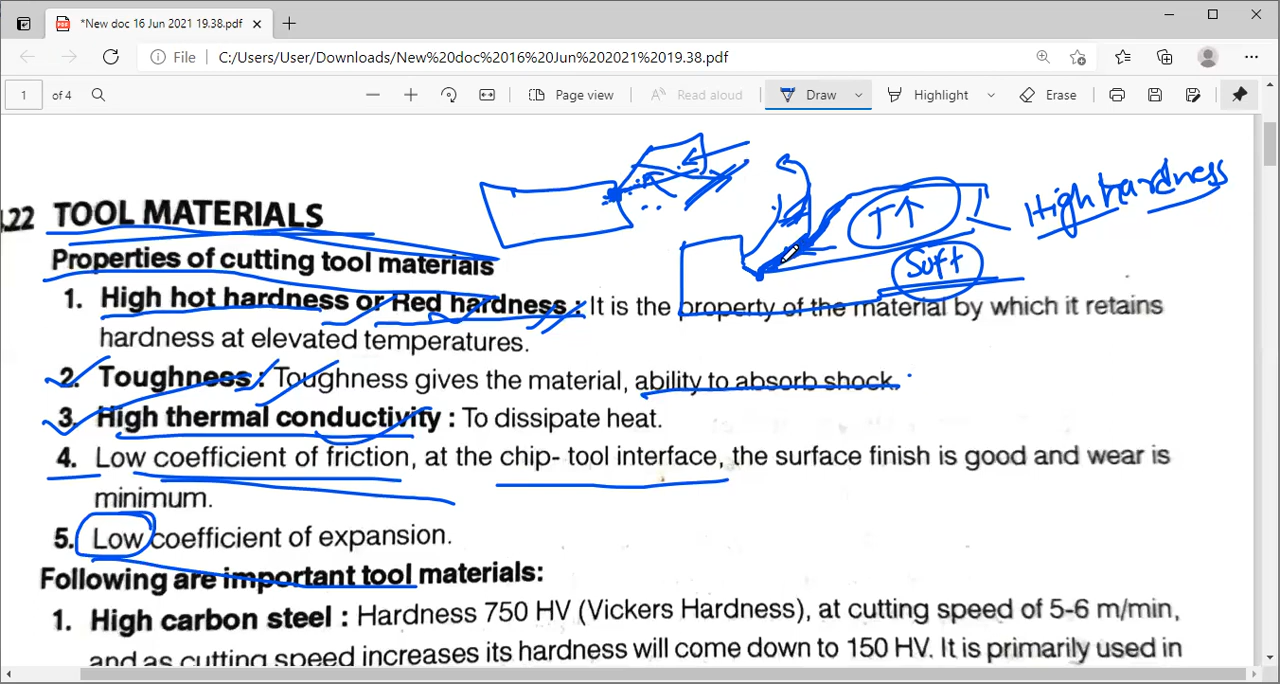 *New doc 16 Jun 2021 19.38.pdf
File C:/Users/User/Downloads/New%20doc%2016%20Jun%202021%2019.38.pdf
1 of 4 Page view Read aloud Draw Highlight Erase
T↑ High hardness
Soft
.22 TOOL MATERIALS
Properties of cutting tool materials
1. High hot hardness or Red hardness : It is the property of the material by which it retains
hardness at elevated temperatures.
2. Toughness : Toughness gives the material, ability to absorb shock.
3. High thermal conductivity : To dissipate heat.
4. Low coefficient of friction, at the chip- tool interface, the surface finish is good and wear is
minimum.
5. Low coefficient of expansion.
Following are important tool materials:
1. High carbon steel : Hardness 750 HV (Vickers Hardness), at cutting speed of 5-6 m/min,
and as cutting speed increases its hardness will come down to 150 HV. It is primarily used in